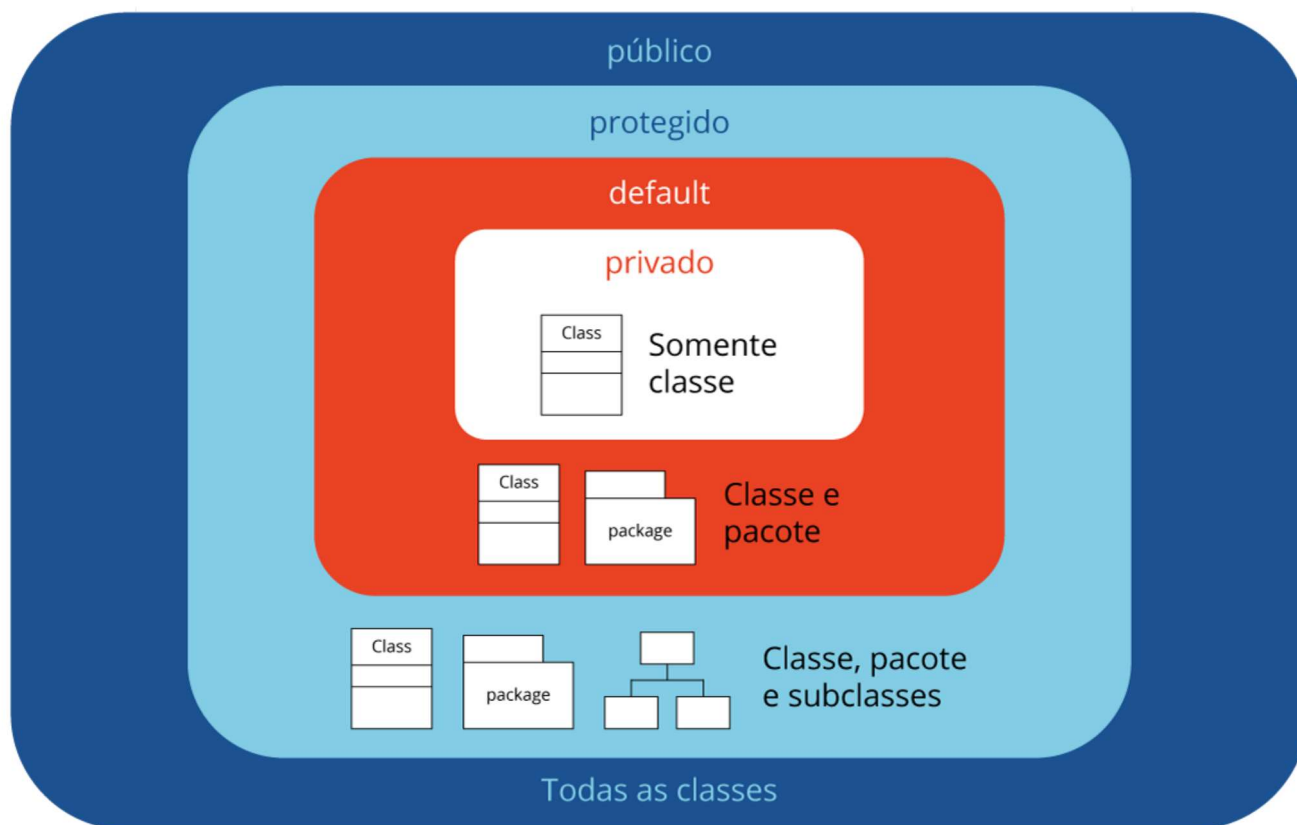 público
protegido
default
privado
Class
Somente
classe
Class
package
Classe e
pacote
Class
package
Classe, pacote
e subclasses
Todas as classes